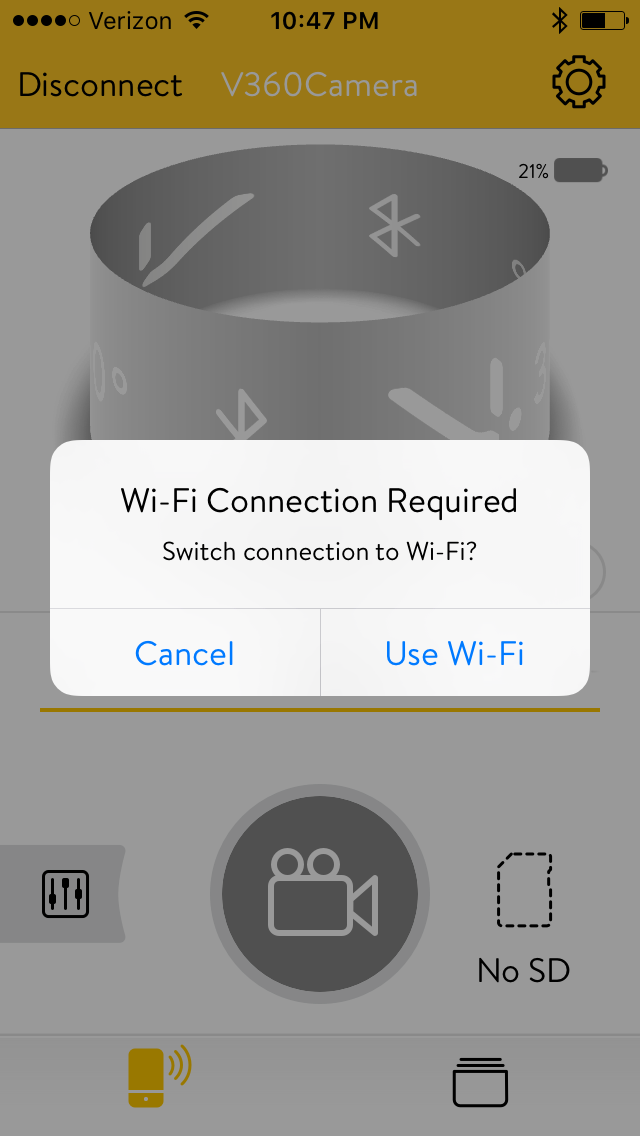 Verizon 10:47 PM
Disconnect V360Camera
21%
Wi-Fi Connection Required
Switch connection to Wi-Fi?
Cancel Use Wi-Fi
No SD